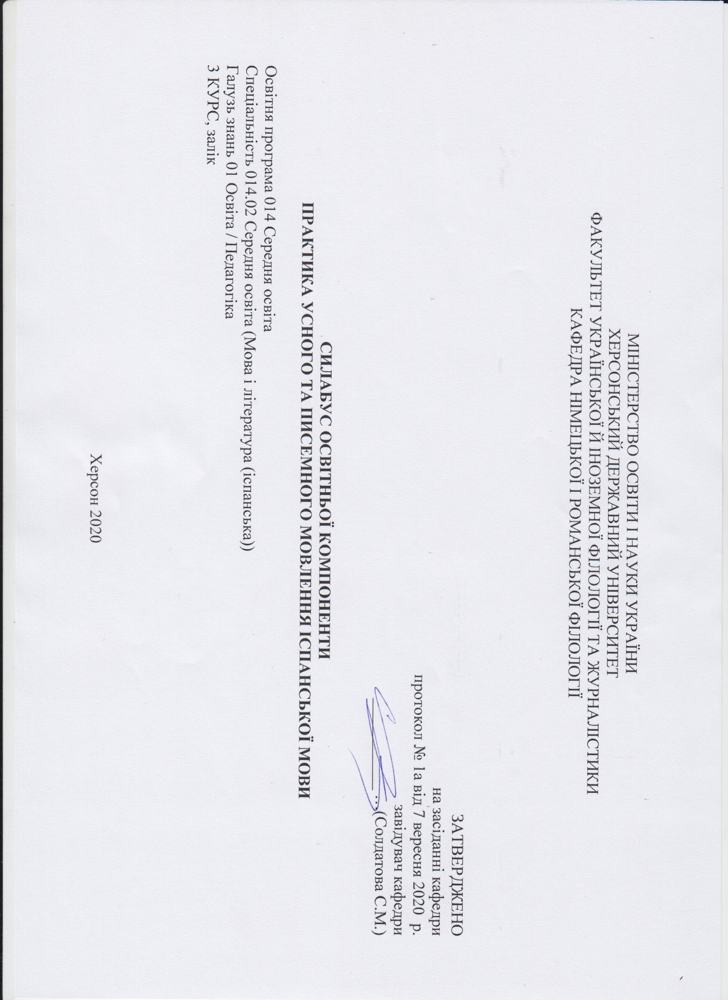 МІНІСТЕРСТВО ОСВІТИ І НАУКИ УКРАЇНИ
ХЕРСОНСЬКИЙ ДЕРЖАВНИЙ УНІВЕРСИТЕТ
ФАКУЛЬТЕТ УКРАЇНСЬКОЇ Й ІНОЗЕМНОЇ ФІЛОЛОГІЇ ТА ЖУРНАЛІСТИКИ
КАФЕДРА НІМЕЦЬКОЇ І РОМАНСЬКОЇ ФІЛОЛОГІЇ
ЗАТВЕРДЖЕНО
на засіданні кафедри
протокол № 1а від 7 вересня 2020 р.
завідувач кафедри
(Солдатова С.М.)
СИЛАБУС ОСВІТНЬОЇ КОМПОНЕНТИ
ПРАКТИКА УСНОГО ТА ПИСЕМНОГО МОВЛЕННЯ ІСПАНСЬКОЇ МОВИ
Освітня програма 014 Середня освіта
Спеціальність 014.02 Середня освіта (Мова і література (іспанська))
Галузь знань 01 Освіта / Педагогіка
3 КУРС, залік
Херсон 2020